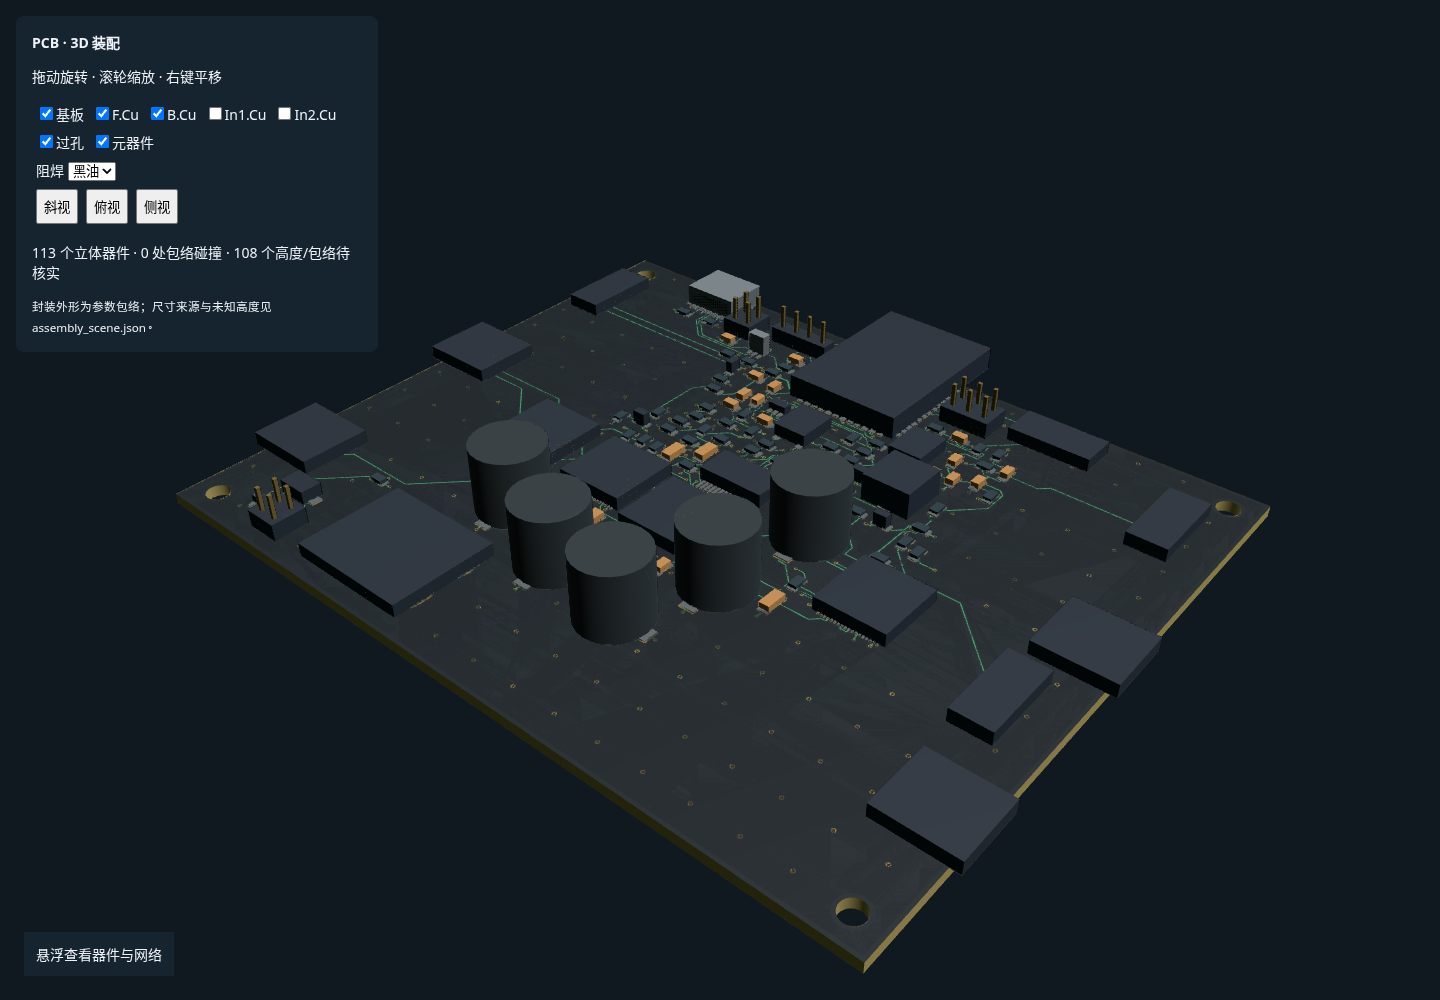 PCB · 3D 装配
拖动旋转 · 滚轮缩放 · 右键平移
基板 F.Cu B.Cu In1.Cu In2.Cu
过孔 元器件
阻焊 黑油
斜视 俯视 侧视
113 个立体器件 · 0 处包络碰撞 · 108 个高度/包络待
核实
封装外形为参数包络；尺寸来源与未知高度见
assembly_scene.json。
悬浮查看器件与网络